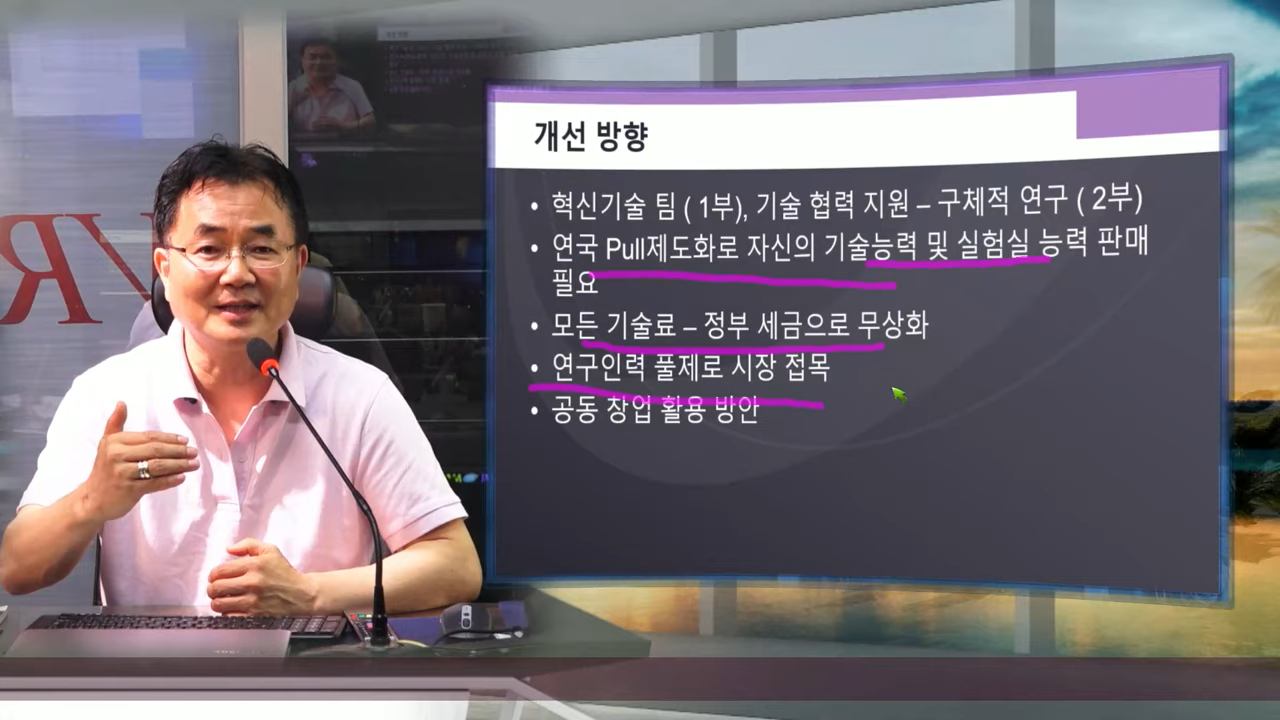 개선 방향
• 혁신기술 팀 ( 1부), 기술 협력 지원 – 구체적 연구 ( 2부)
• 연국 Pull제도화로 자신의 기술능력 및 실험실 능력 판매
필요
• 모든 기술료 – 정부 세금으로 무상화
• 연구인력 풀제로 시장 접목
• 공동 창업 활용 방안